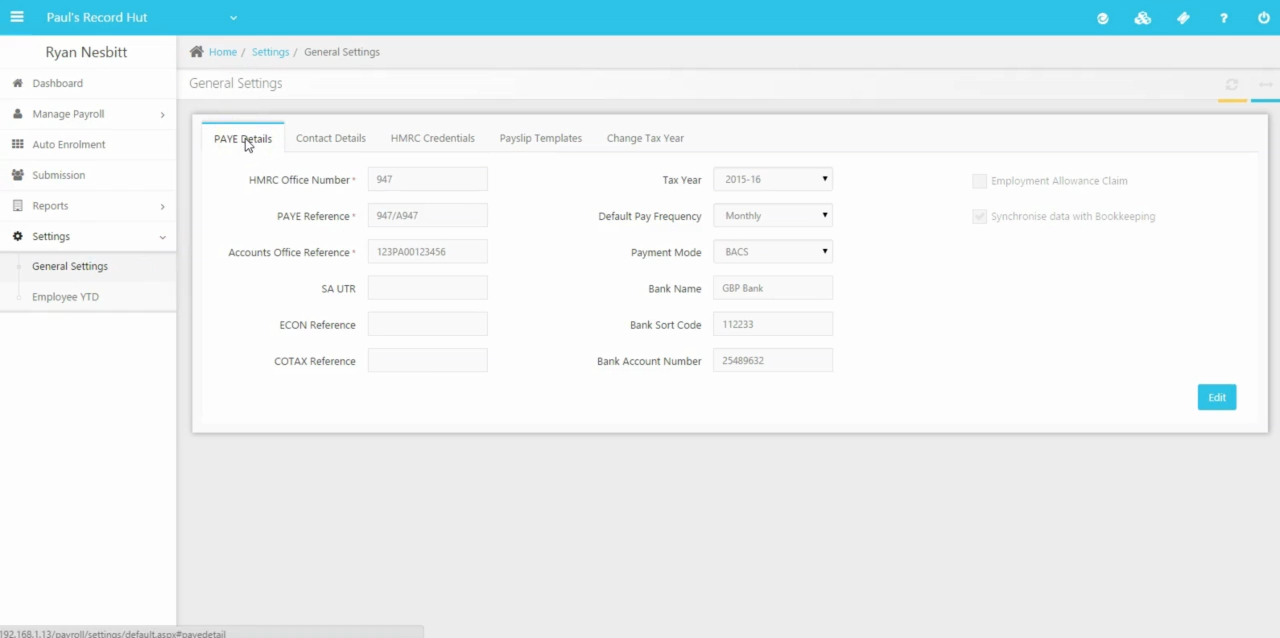 Paul's Record Hut
?
Ryan Nesbitt
Home / Settings / General Settings
Dashboard
Manage Payroll
Auto Enrolment
Submission
Reports
Settings
General Settings
Employee YTD
General Settings
PAYE Details Contact Details HMRC Credentials Payslip Templates Change Tax Year
HMRC Office Number * 947 Tax Year 2015-16 Employment Allowance Claim
PAYE Reference * 947/A947 Default Pay Frequency Monthly Synchronise data with Bookkeeping
Accounts Office Reference * 123PA00123456 Payment Mode BACS
SA UTR Bank Name GBP Bank
ECON Reference Bank Sort Code 112233
COTAX Reference Bank Account Number 25489632
Edit
192.168.1.13/payroll/settings/default.aspx#payedetail